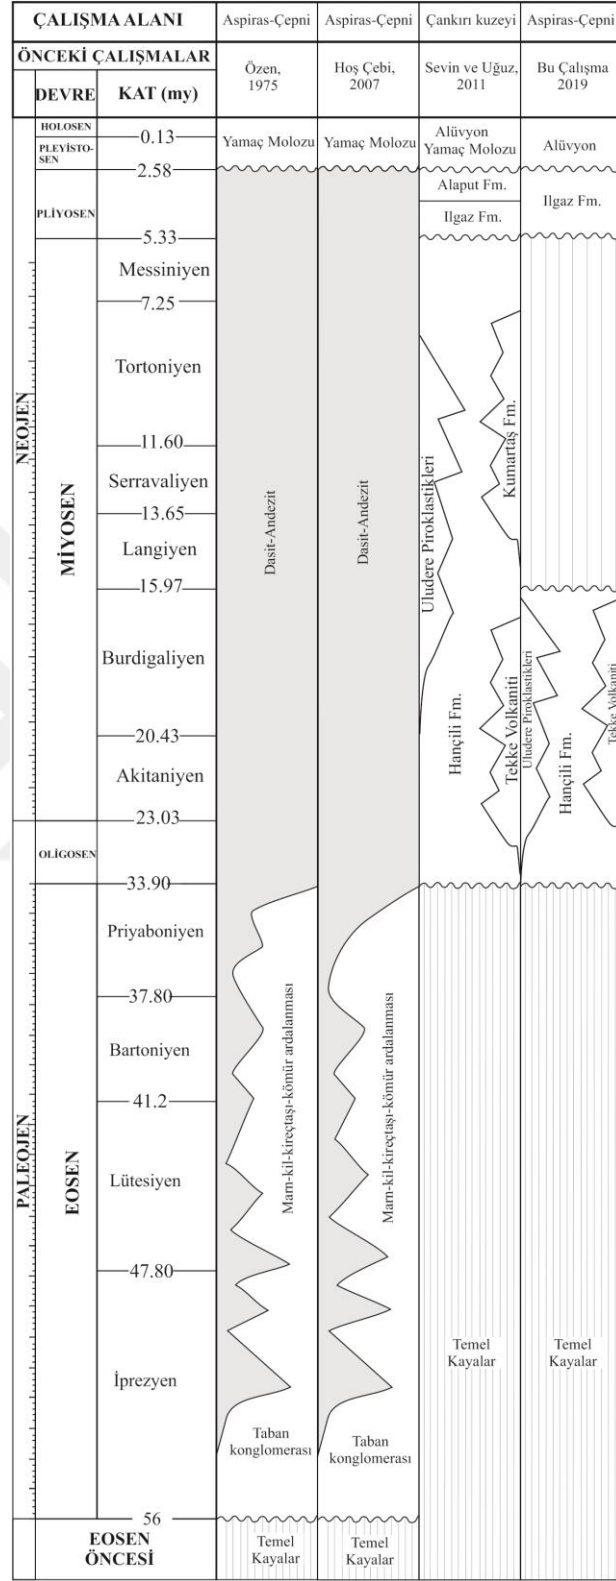 ÇALIŞMA ALANI
Aspiras-Çepni
Aspiras-Çepni
Çankırı kuzeyi
Aspiras-Çepni
ÖNCEKİ ÇALIŞMALAR
Özen,
1975
Hoş Çebi,
2007
Sevin ve Uğuz,
2011
Bu Çalışma
2019
DEVRE
KAT (my)
HOLOSEN
0.13
PLEYİSTO-
SEN
2.58
Yamaç Molozu
Yamaç Molozu
Alüvyon
Yamaç Molozu
Alüvyon
PLİYOSEN
5.33
Alaput Fm.
Ilgaz Fm.
Ilgaz Fm.
NEOJEN
MİYOSEN
Messiniyen
7.25
Tortoniyen
11.60
Serravaliyen
13.65
Langiyen
15.97
Burdigaliyen
20.43
Akitaniyen
23.03
Dasit-Andezit
Dasit-Andezit
Uludere Piroklastikleri
Kumartaş Fm.
Hançili Fm.
Tekke Volkaniti
Uludere Piroklastikleri
Hançili Fm.
Tekke Volkaniti
OLİGOSEN
33.90
PALEOJEN
EOSEN
Priyaboniyen
37.80
Bartoniyen
41.2
Lütesiyen
47.80
İprezyen
56
Marn-kil-kireçtaşı-kömür ardalanması
Marn-kil-kireçtaşı-kömür ardalanması
Taban
konglomerası
Taban
konglomerası
Temel
Kayalar
Temel
Kayalar
EOSEN
ÖNCESİ
Temel
Kayalar
Temel
Kayalar